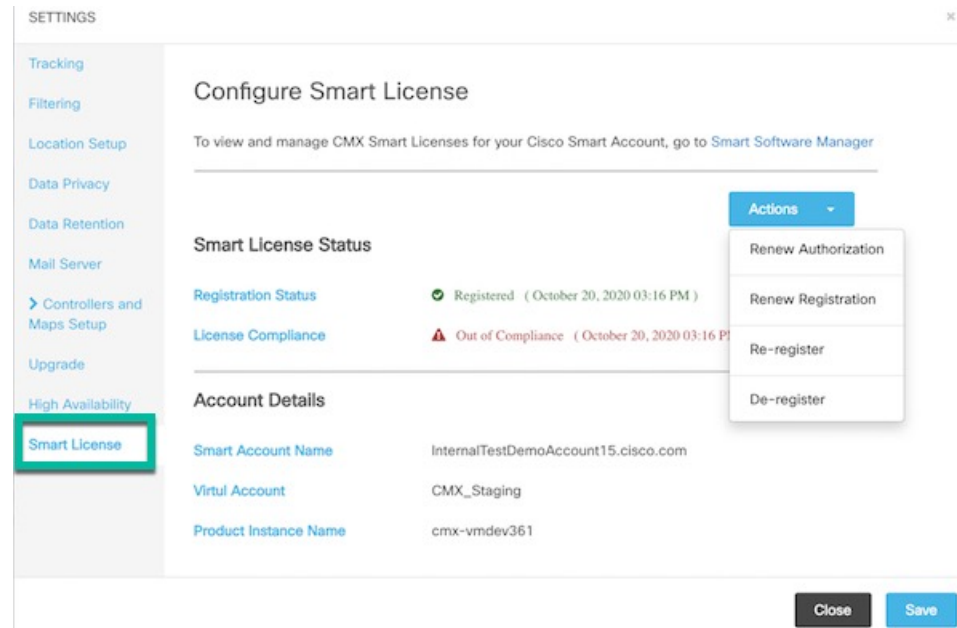 SETTINGS ×
Tracking
Filtering
Location Setup
Data Privacy
Data Retention
Mail Server
Controllers and
Maps Setup
Upgrade
High Availability
Smart License
Configure Smart License
To view and manage CMX Smart Licenses for your Cisco Smart Account, go to Smart Software Manager
Actions
Renew Authorization
Renew Registration
Re-register
De-register
Smart License Status
Registration Status Registered ( October 20, 2020 03:16 PM )
License Compliance Out of Compliance ( October 20, 2020 03:16
Account Details
Smart Account Name InternalTestDemoAccount15.cisco.com
Virtul Account CMX_Staging
Product Instance Name cmx-vmdev361
Close Save